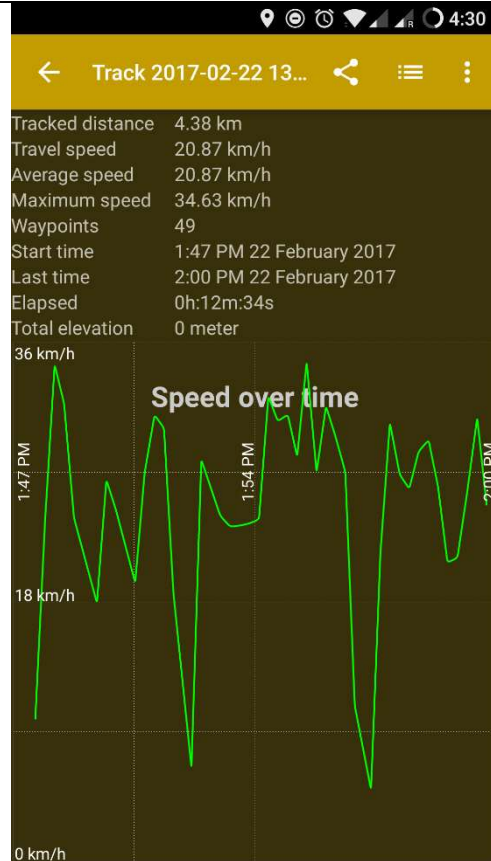 4:30
Track 2017-02-22 13...
Tracked distance 4.38 km
Travel speed 20.87 km/h
Average speed 20.87 km/h
Maximum speed 34.63 km/h
Waypoints 49
Start time 1:47 PM 22 February 2017
Last time 2:00 PM 22 February 2017
Elapsed 0h:12m:34s
Total elevation 0 meter
36 km/h
Speed over time
1:47 PM
1:54 PM
2:00 PM
18 km/h
0 km/h